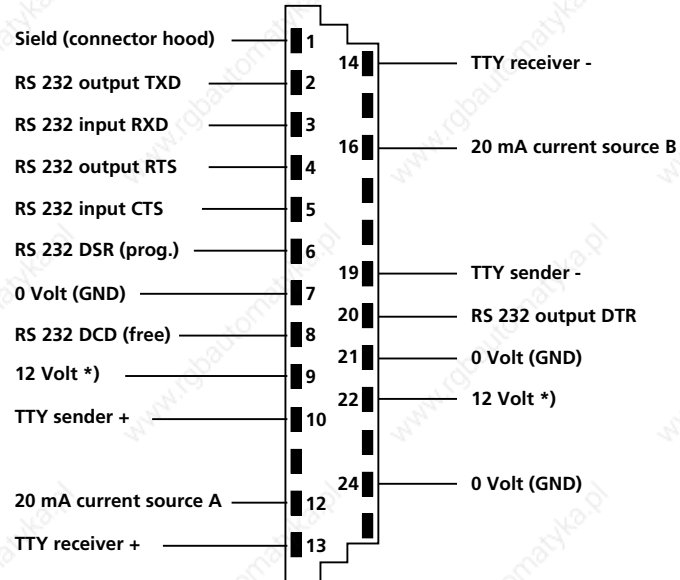 Sield (connector hood) 1
RS 232 output TXD 2
RS 232 input RXD 3
RS 232 output RTS 4
RS 232 input CTS 5
RS 232 DSR (prog.) 6
0 Volt (GND) 7
RS 232 DCD (free) 8
12 Volt *) 9
TTY sender + 10
20 mA current source A 12
TTY receiver + 13
14 TTY receiver -
16 20 mA current source B
19 TTY sender -
20 RS 232 output DTR
21 0 Volt (GND)
22 12 Volt *)
24 0 Volt (GND)
www.rgbautomatyka.pl